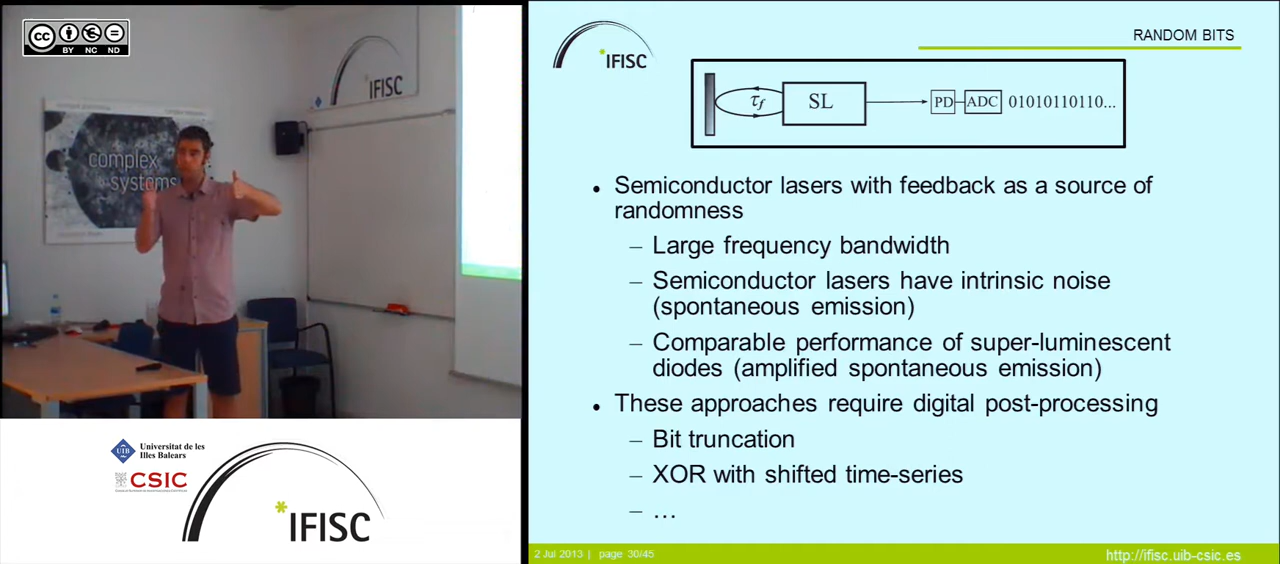 cc
BY NC ND
IFISC
complex
systems
Universitat de les
Illes Balears
UIB
CSIC
*IFISC
*IFISC
RANDOM BITS
τf
SL
PD
ADC
01010110110...
• Semiconductor lasers with feedback as a source of
randomness
– Large frequency bandwidth
– Semiconductor lasers have intrinsic noise
(spontaneous emission)
– Comparable performance of super-luminescent
diodes (amplified spontaneous emission)
• These approaches require digital post-processing
– Bit truncation
– XOR with shifted time-series
– …
2 Jul 2013 | page 30/45
http://ifisc.uib-csic.es